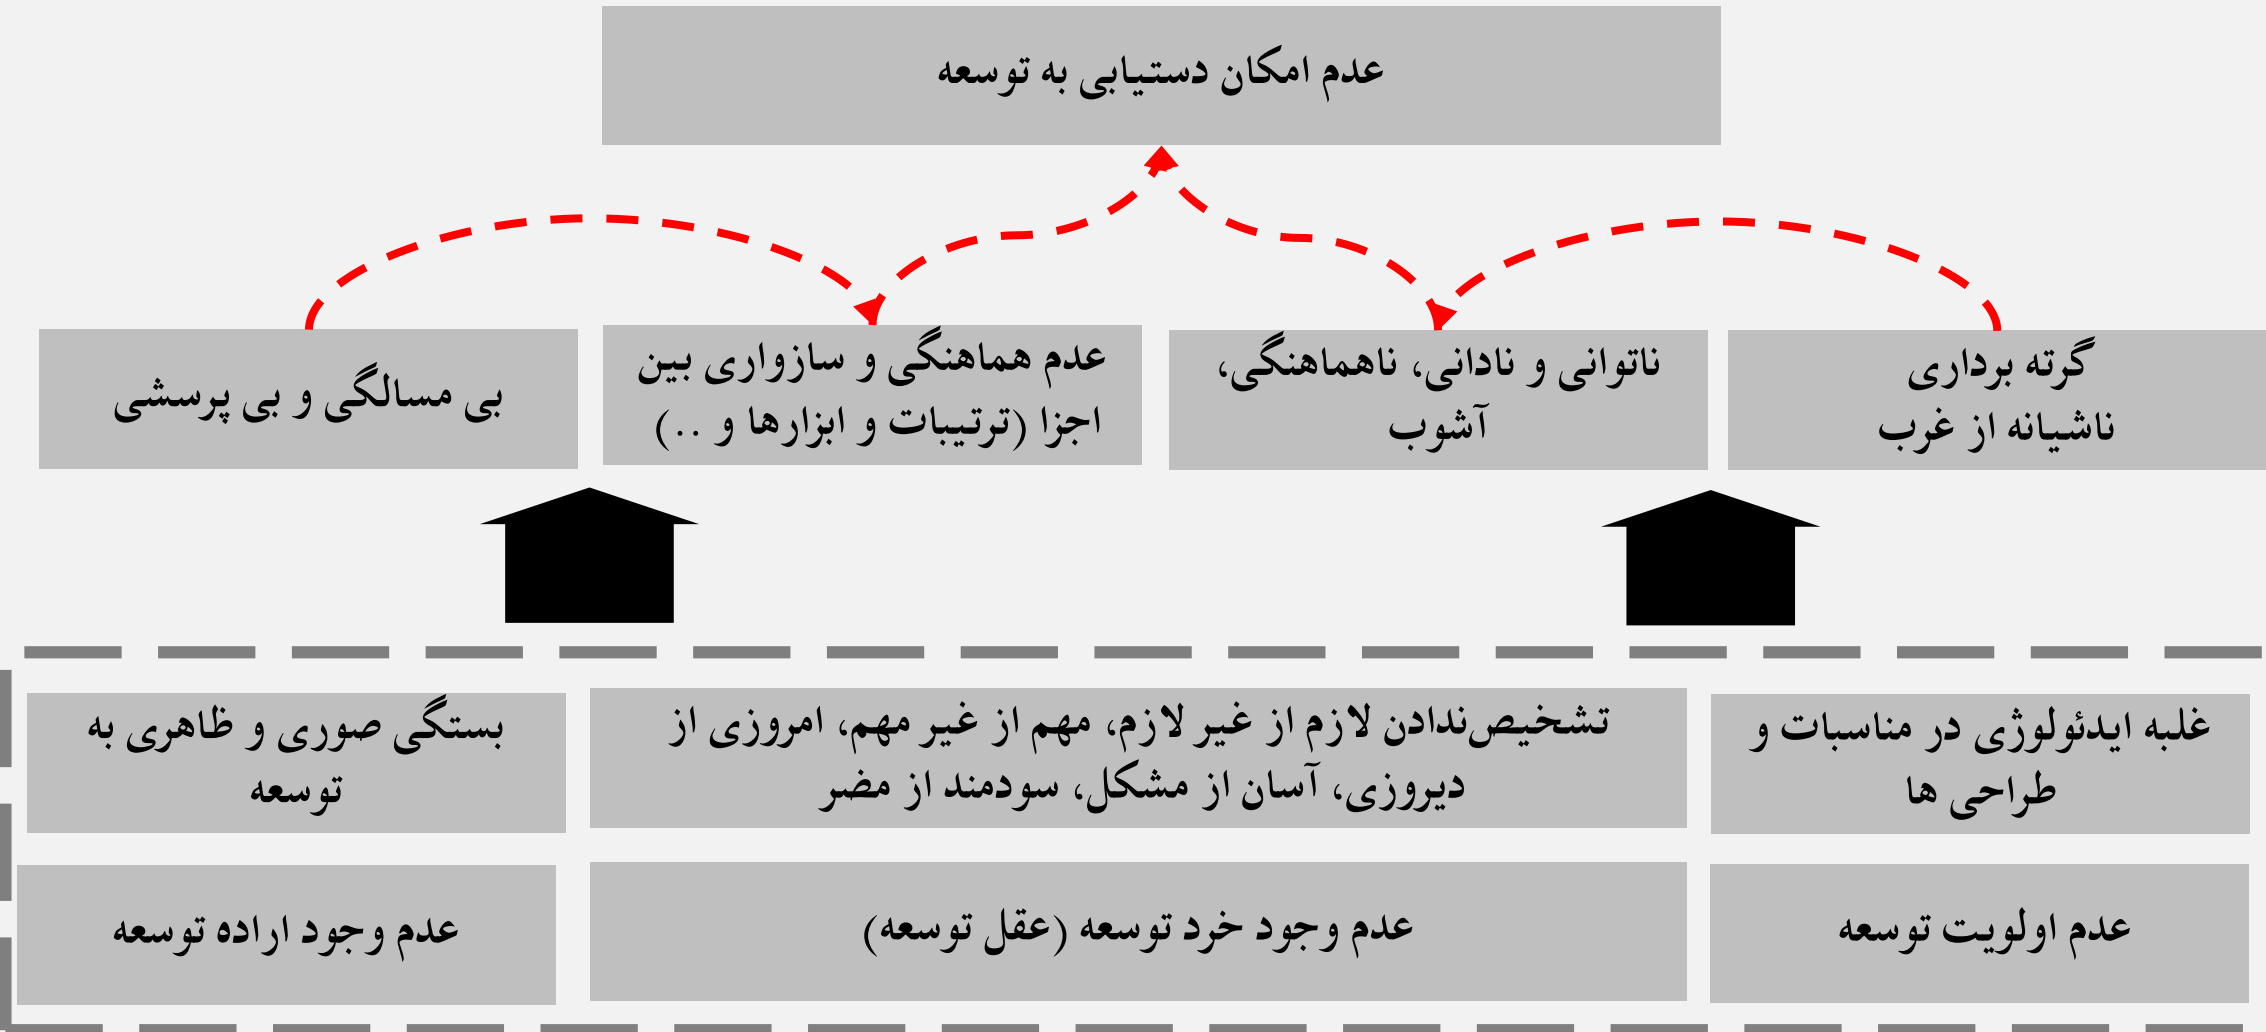 عدم امکان دستیابی به توسعه
گرته برداری
ناشیانه از غرب
ناتوانی و نادانی، ناهماهنگی،
آشوب
عدم هماهنگی و سازواری بین
اجزا (ترتیبات و ابزارها و ..)
بی مسالگی و بی پرسشی
غلبه ایدئولوژی در مناسبات و
طراحی ها
تشخیص‌ندادن لازم از غیر لازم، مهم از غیر مهم، امروزی از
دیروزی، آسان از مشکل، سودمند از مضر
بستگی صوری و ظاهری به
توسعه
عدم اولویت توسعه
عدم وجود خرد توسعه (عقل توسعه)
عدم وجود اراده توسعه